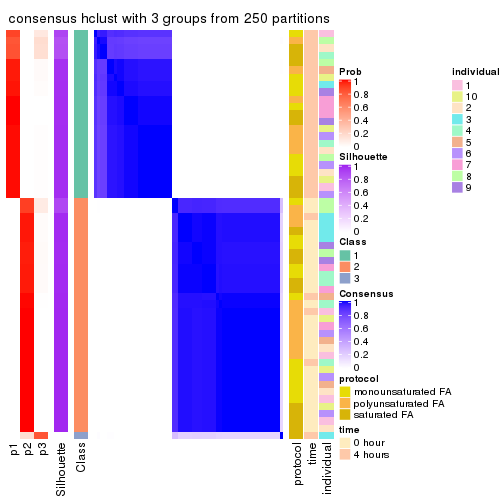 consensus hclust with 3 groups from 250 partitions
Prob
1
0.8
0.6
0.4
0.2
0
Silhouette
1
0.8
0.6
0.4
0.2
0
Class
1
2
3
Consensus
1
0.8
0.6
0.4
0.2
0
protocol
monounsaturated FA
polyunsaturated FA
saturated FA
time
0 hour
4 hours
individual
1
10
2
3
4
5
6
7
8
9
p1
p2
p3
Silhouette
Class
protocol
time
individual